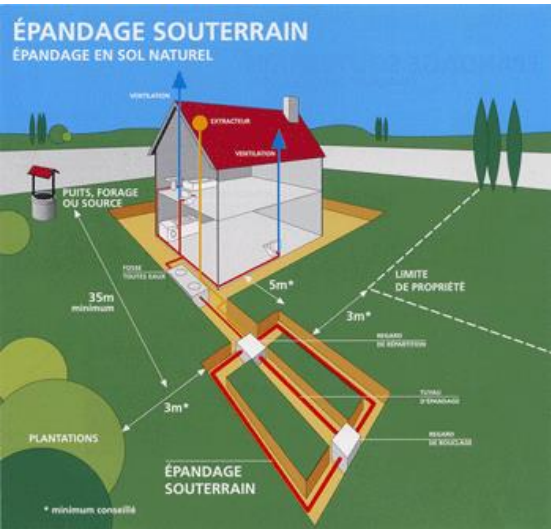 ÉPANDAGE SOUTERRAIN
ÉPANDAGE EN SOL NATUREL
VENTILATION
EXTRACTEUR
VENTILATION
PUITS, FORAGE
OU SOURCE
FOSSE
TOUTES EAUX
35m
minimum
5m*
LIMITE
DE PROPRIÉTÉ
3m*
REGARD
DE RÉPARTITION
TUYAU
D'ÉPANDAGE
3m*
PLANTATIONS
REGARD
DE BOUCLAGE
ÉPANDAGE
SOUTERRAIN
* minimum conseillé